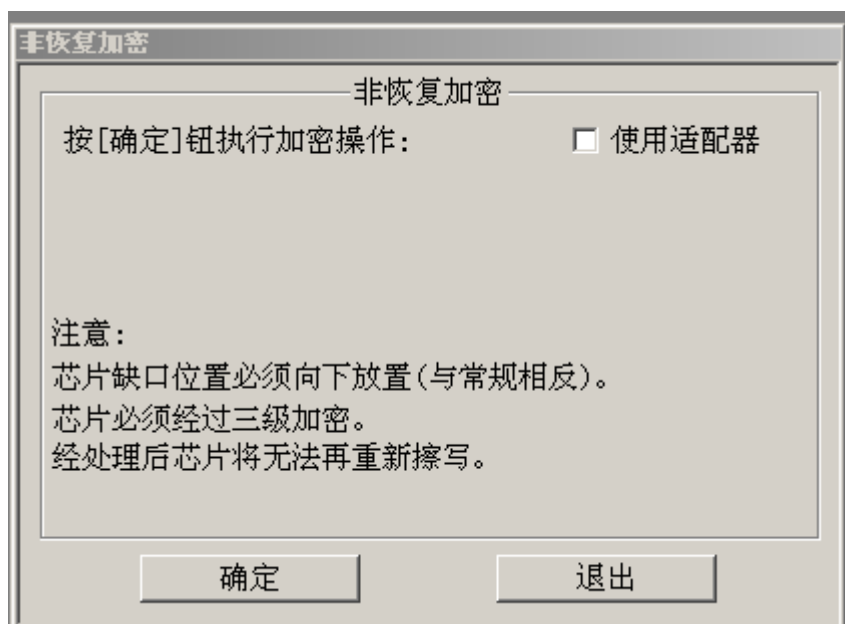 非恢复加密
非恢复加密
按[确定]钮执行加密操作: 使用适配器
注意:
芯片缺口位置必须向下放置(与常规相反)。
芯片必须经过三级加密。
经处理后芯片将无法再重新擦写。
确定 退出